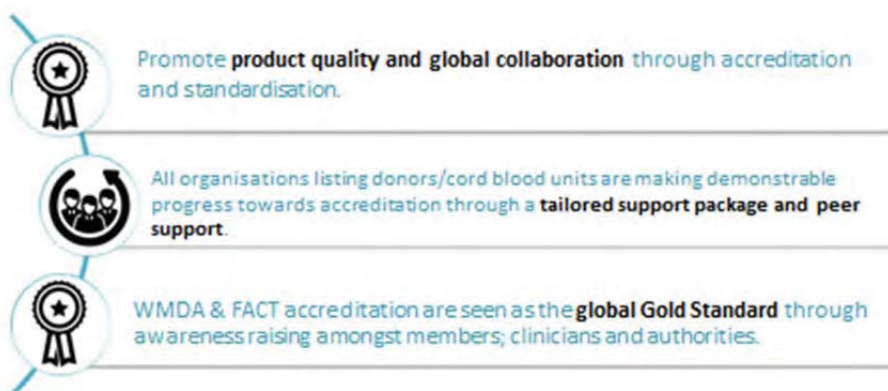 Promote product quality and global collaboration through accreditation
and standardisation.
All organisations listing donors/cord blood units are making demonstrable
progress towards accreditation through a tailored support package and peer
support.
WMDA & FACT accreditation are seen as the global Gold Standard through
awareness raising amongst members; clinicians and authorities.